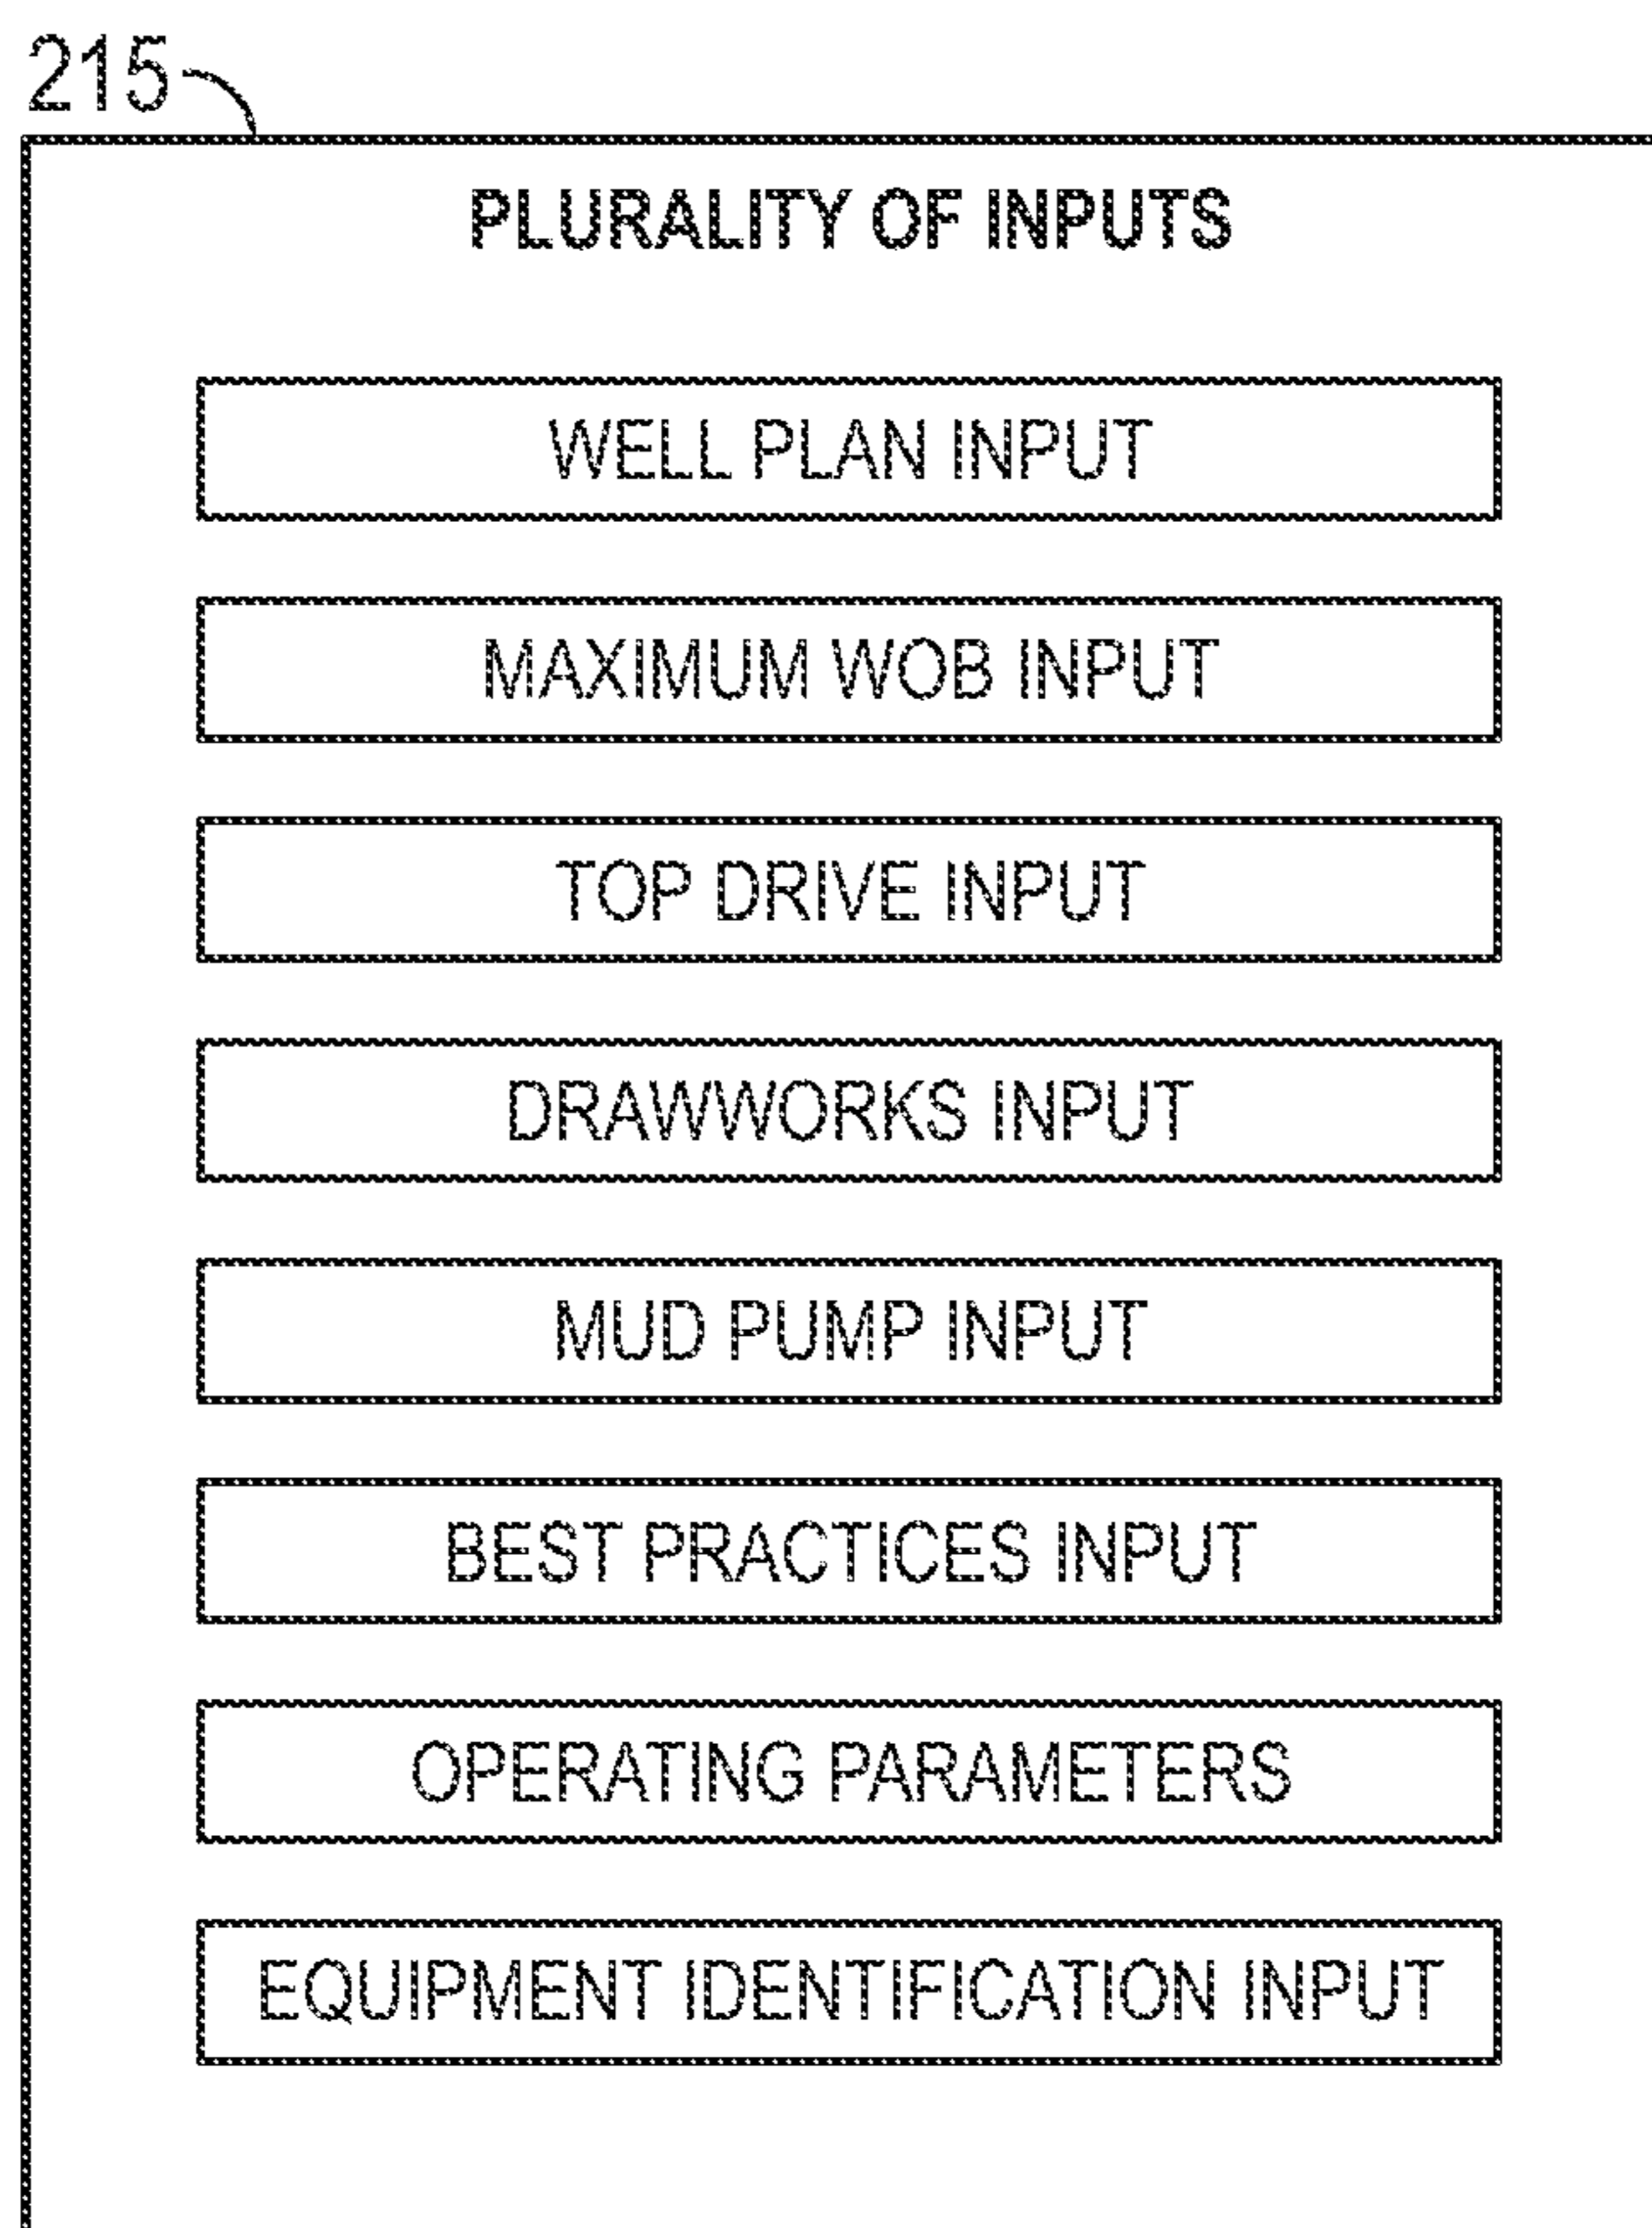 215
PLURALITY OF INPUTS
WELL PLAN INPUT
MAXIMUM WOB INPUT
TOP DRIVE INPUT
DRAWWORKS INPUT
MUD PUMP INPUT
BEST PRACTICES INPUT
OPERATING PARAMETERS
EQUIPMENT IDENTIFICATION INPUT